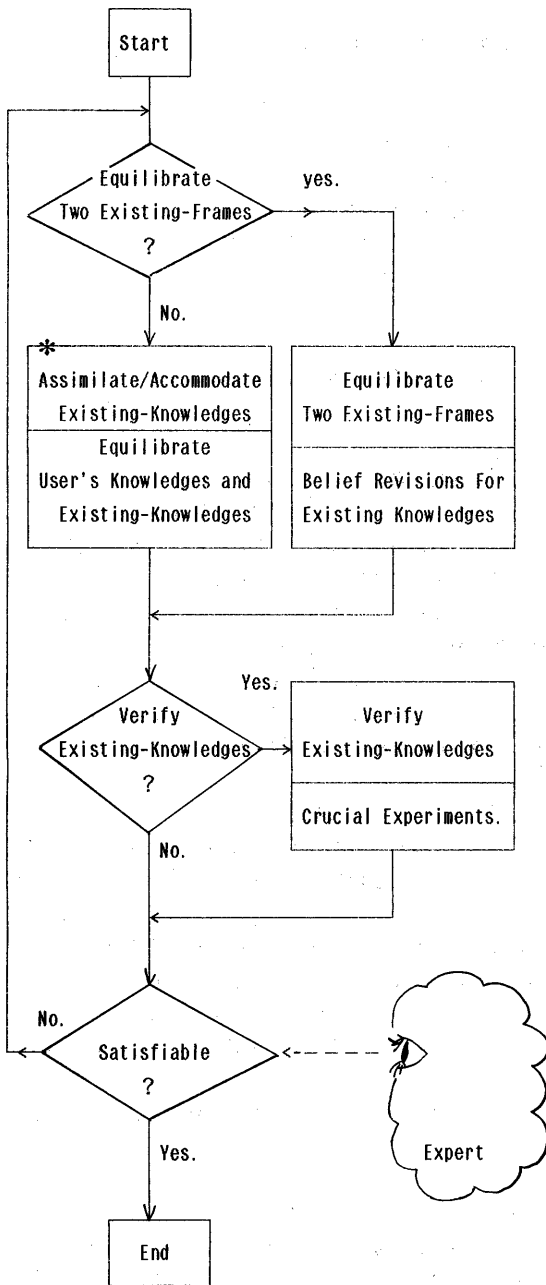 Start
Equilibrate
Two Existing-Frames
?
yes.
No.
*
Assimilate/Accommodate
Existing-Knowledges
Equilibrate
User's Knowledges and
Existing-Knowledges
Equilibrate
Two Existing-Frames
Belief Revisions For
Existing Knowledges
Verify
Existing-Knowledges
?
Yes.
No.
Verify
Existing-Knowledges
Crucial Experiments.
Satisfiable
?
No.
Yes.
Expert
End